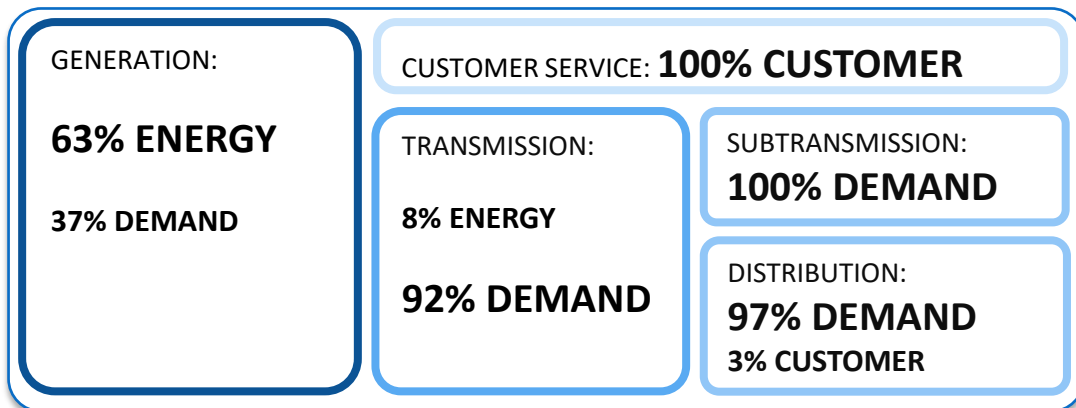 GENERATION:
63% ENERGY
37% DEMAND
CUSTOMER SERVICE: 100% CUSTOMER
TRANSMISSION:
8% ENERGY
92% DEMAND
SUBTRANSMISSION:
100% DEMAND
DISTRIBUTION:
97% DEMAND
3% CUSTOMER